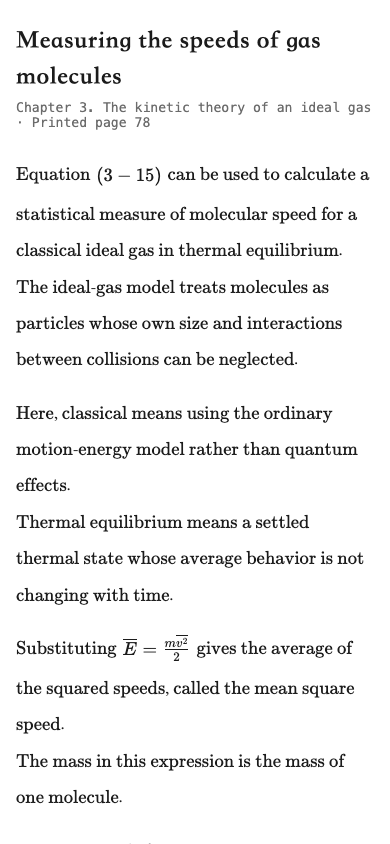 Measuring the speeds of gas
molecules
Chapter 3. The kinetic theory of an ideal gas
· Printed page 78
Equation (3 − 15) can be used to calculate a
statistical measure of molecular speed for a
classical ideal gas in thermal equilibrium.
The ideal-gas model treats molecules as
particles whose own size and interactions
between collisions can be neglected.
Here, classical means using the ordinary
motion-energy model rather than quantum
effects.
Thermal equilibrium means a settled
thermal state whose average behavior is not
changing with time.
Substituting $\overline{E} = \frac{m\overline{v^2}}{2}$ gives the average of
the squared speeds, called the mean square
speed.
The mass in this expression is the mass of
one molecule.